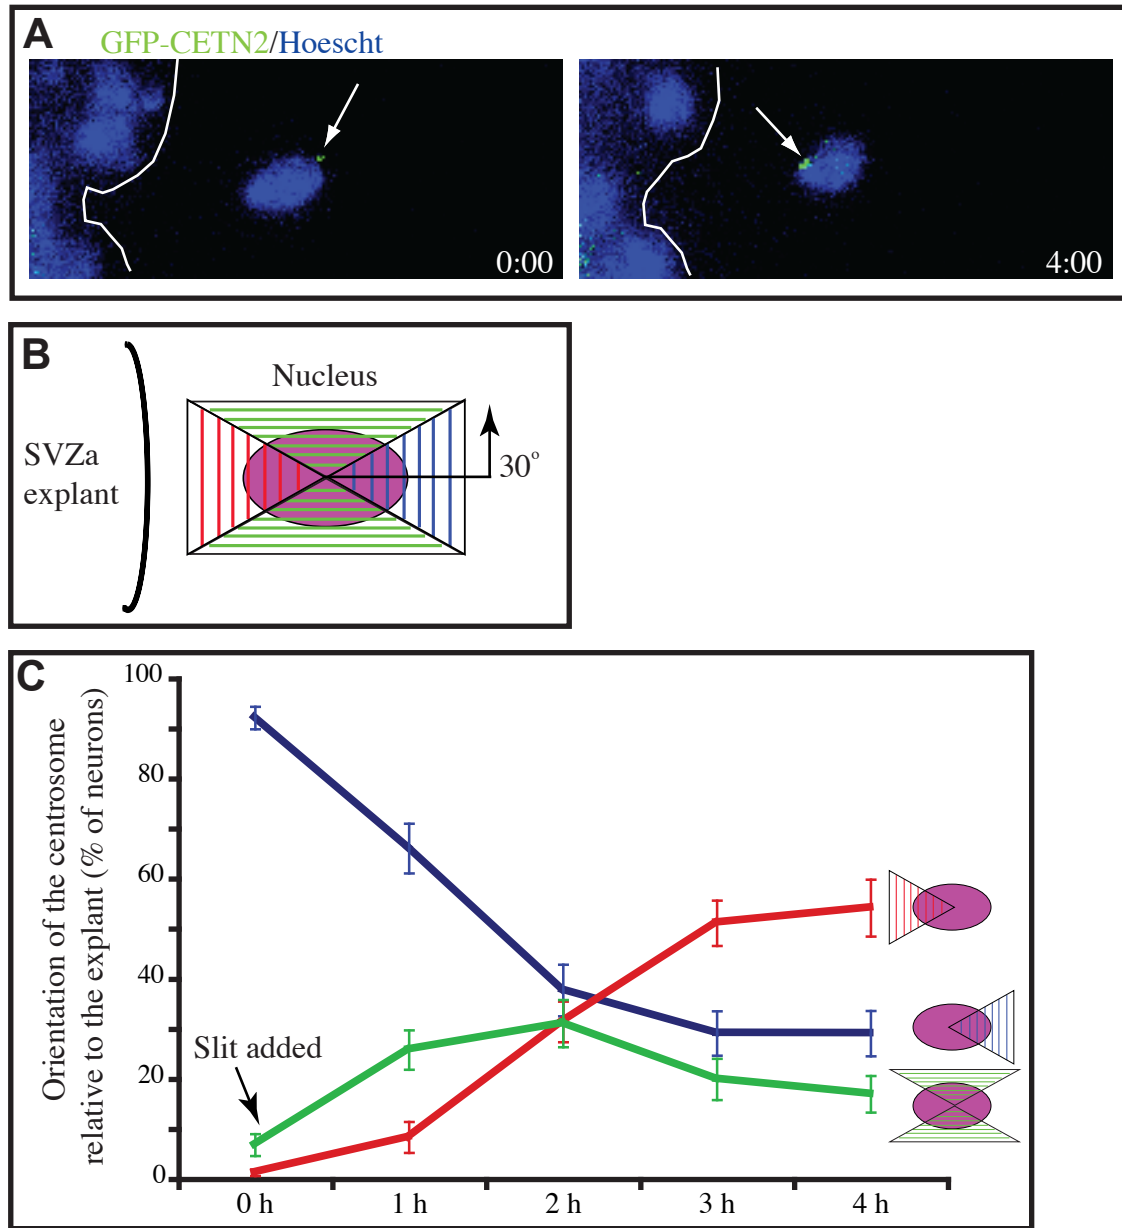 A
GFP-CETN2/Hoescht
0:00
4:00
B
Nucleus
SVZa
explant
30°
C
Orientation of the centrosome
relative to the explant (% of neurons)
100
80
60
40
20
0
Slit added
0 h
1 h
2 h
3 h
4 h